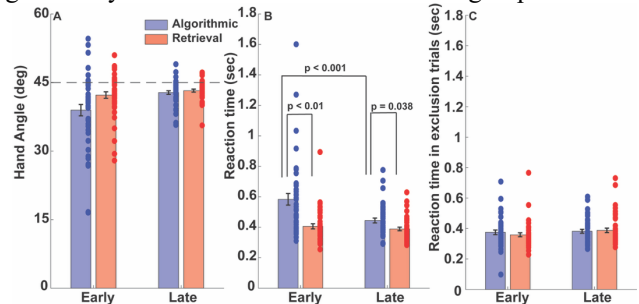 A
Algorithmic
Retrieval
Hand Angle (deg)
60
45
30
15
0
Early
Late
B
Reaction time (sec)
1.8
1.6
1.4
1.2
1
0.8
0.6
0.4
0.2
0
p < 0.001
p < 0.01
p = 0.038
Early
Late
C
Reaction time in exclusion trials (sec)
1.8
1.6
1.4
1.2
1
0.8
0.6
0.4
0.2
0
Early
Late